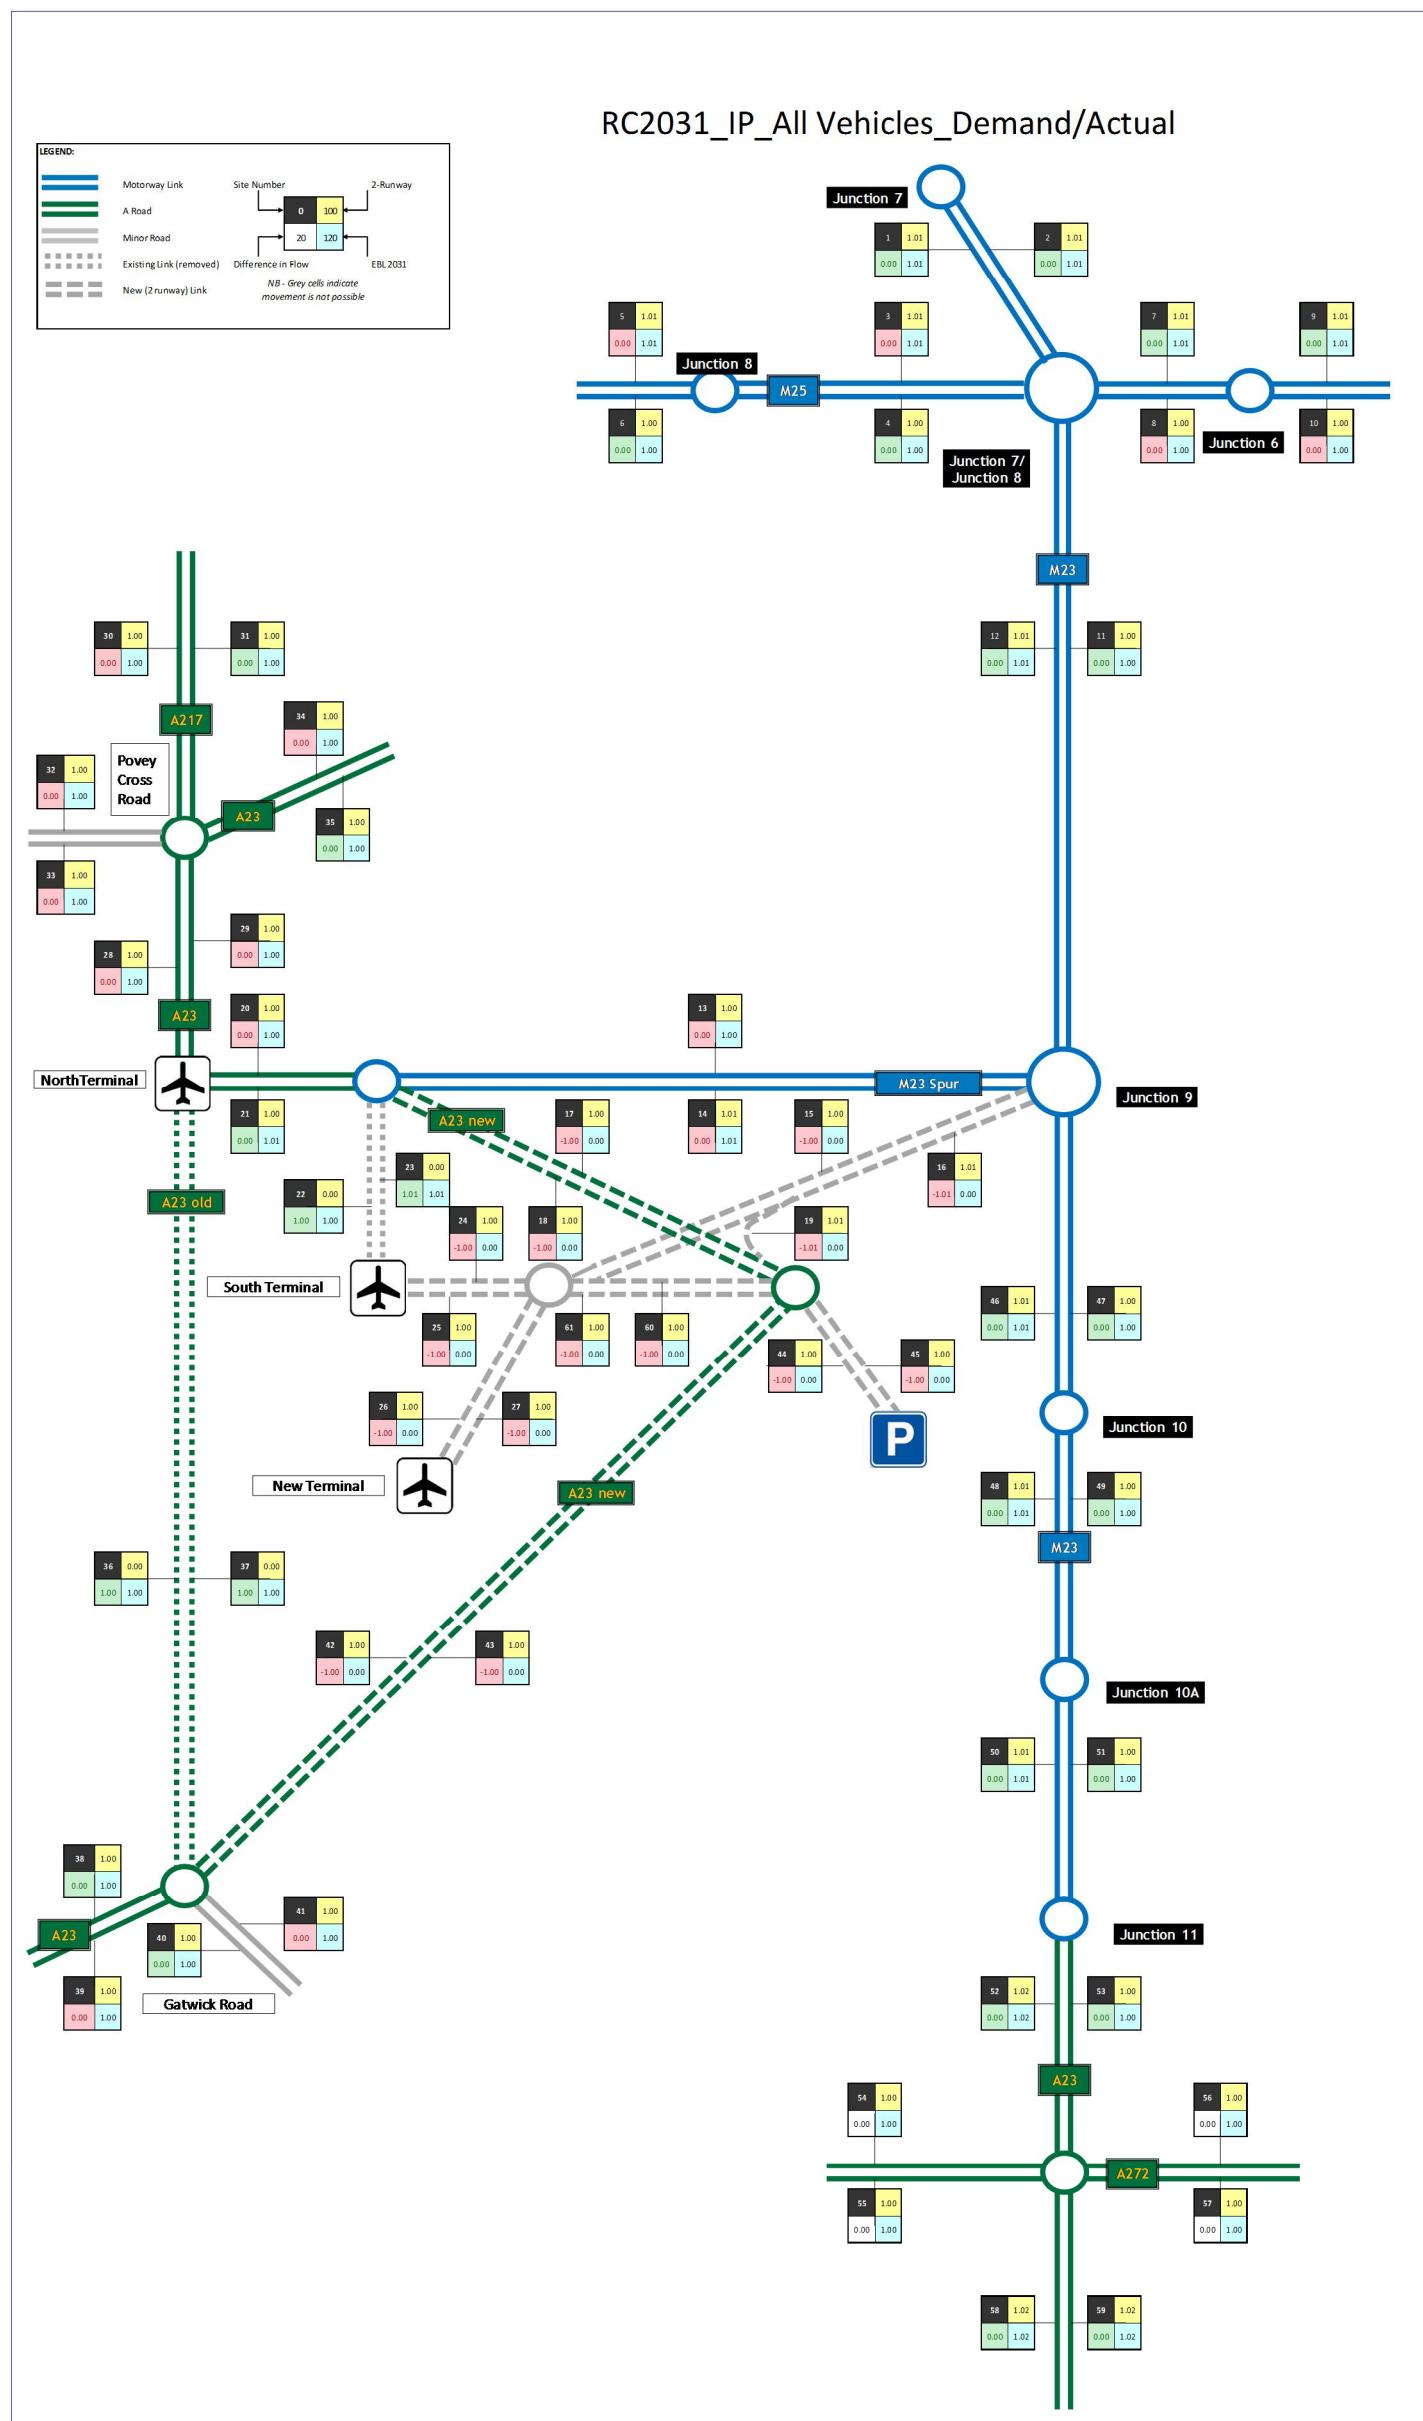 RC2031_IP_All Vehicles_Demand/Actual
LEGEND:
Motorway Link
A Road
Minor Road
Existing Link (removed)
New (2 runway) Link
Site Number
2-Runway
0 100
20 120
Difference in Flow
EBL 2031
NB - Grey cells indicate
movement is not possible
Junction 7
1 1.01
0.00 1.01
2 1.01
0.00 1.01
5 1.01
0.00 1.01
3 1.01
0.00 1.01
7 1.01
0.00 1.01
9 1.01
0.00 1.01
Junction 8
M25
6 1.00
0.00 1.00
4 1.00
0.00 1.00
8 1.00
0.00 1.00
10 1.00
0.00 1.00
Junction 6
Junction 7/
Junction 8
M23
12 1.01
0.00 1.01
11 1.00
0.00 1.00
30 1.00
0.00 1.00
31 1.00
0.00 1.00
A217
34 1.00
0.00 1.00
Povey
Cross
Road
32 1.00
0.00 1.00
A23
35 1.00
0.00 1.00
33 1.00
0.00 1.00
29 1.00
0.00 1.00
28 1.00
0.00 1.00
A23
20 1.00
0.00 1.00
13 1.00
0.00 1.00
NorthTerminal
M23 Spur
Junction 9
21 1.00
0.00 1.01
A23 new
17 1.00
-1.00 0.00
14 1.01
0.00 1.01
15 1.00
-1.00 0.00
16 1.01
-1.01 0.00
A23 old
22 0.00
1.00 1.00
23 0.00
1.01 1.01
24 1.00
-1.00 0.00
18 1.00
-1.00 0.00
19 1.01
-1.01 0.00
South Terminal
25 1.00
-1.00 0.00
61 1.00
-1.00 0.00
60 1.00
-1.00 0.00
44 1.00
-1.00 0.00
45 1.00
-1.00 0.00
46 1.01
0.00 1.01
47 1.00
0.00 1.00
26 1.00
-1.00 0.00
27 1.00
-1.00 0.00
P
Junction 10
New Terminal
A23 new
48 1.01
0.00 1.01
49 1.00
0.00 1.00
M23
36 0.00
1.00 1.00
37 0.00
1.00 1.00
42 1.00
-1.00 0.00
43 1.00
-1.00 0.00
Junction 10A
50 1.01
0.00 1.01
51 1.00
0.00 1.00
38 1.00
0.00 1.00
A23
40 1.00
0.00 1.00
41 1.00
0.00 1.00
Junction 11
39 1.00
0.00 1.00
Gatwick Road
52 1.02
0.00 1.02
53 1.00
0.00 1.00
A23
54 1.00
0.00 1.00
56 1.00
0.00 1.00
A272
55 1.00
0.00 1.00
57 1.00
0.00 1.00
58 1.02
0.00 1.02
59 1.02
0.00 1.02